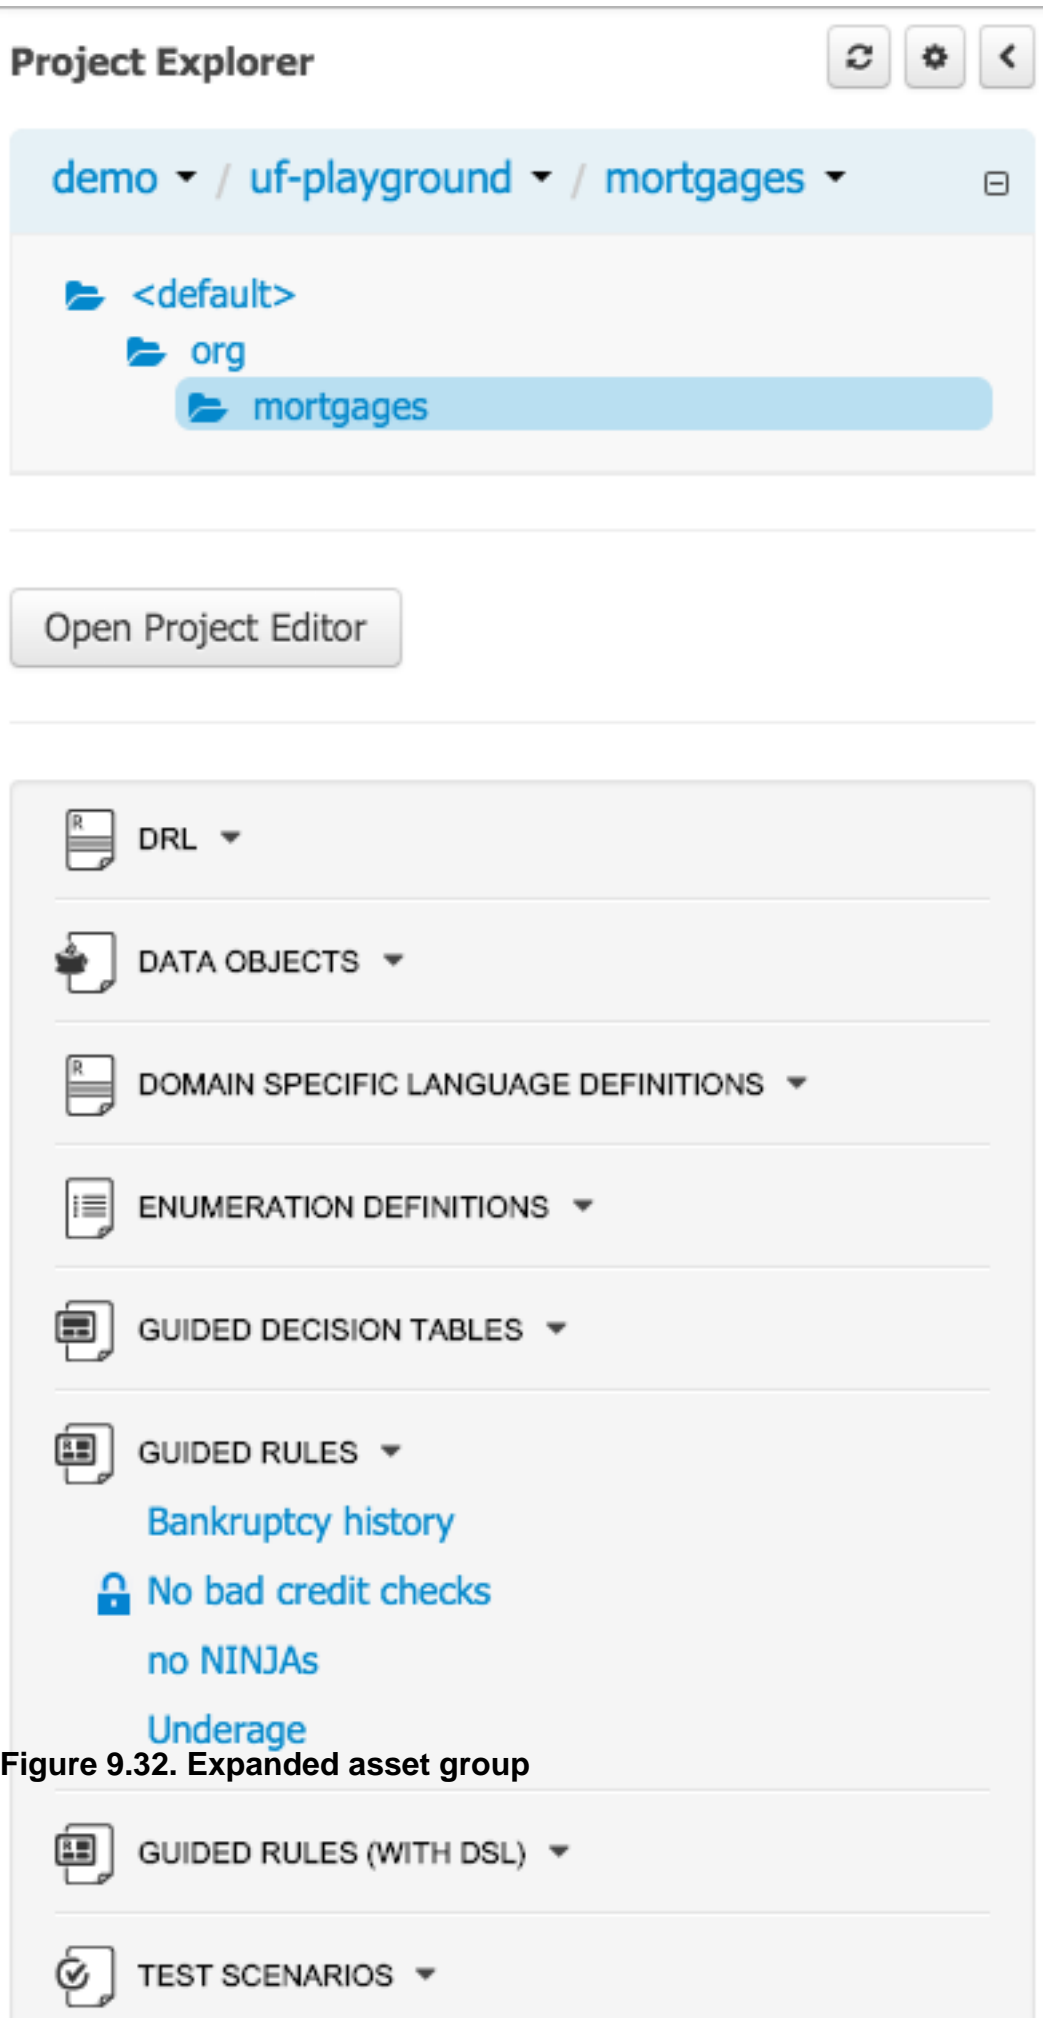 Project Explorer
demo / uf-playground / mortgages
<default>
org
mortgages
Open Project Editor
DRL
DATA OBJECTS
DOMAIN SPECIFIC LANGUAGE DEFINITIONS
ENUMERATION DEFINITIONS
GUIDED DECISION TABLES
GUIDED RULES
Bankruptcy history
No bad credit checks
no NINJAs
Underage
Figure 9.32. Expanded asset group
GUIDED RULES (WITH DSL)
TEST SCENARIOS